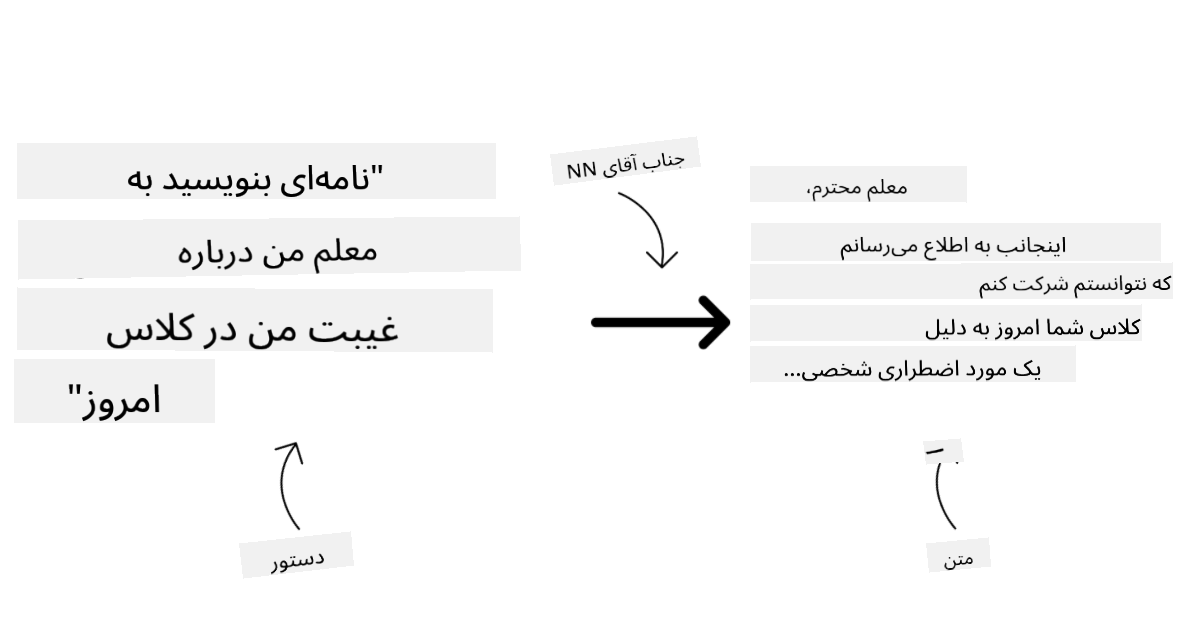 "نامه‌ای بنویسید به
معلم من درباره
غیبت من در کلاس
امروز"
دستور
جناب آقای NN
معلم محترم،
اینجانب به اطلاع می‌رسانم
که نتوانستم شرکت کنم
کلاس شما امروز به دلیل
یک مورد اضطراری شخصی...
متن